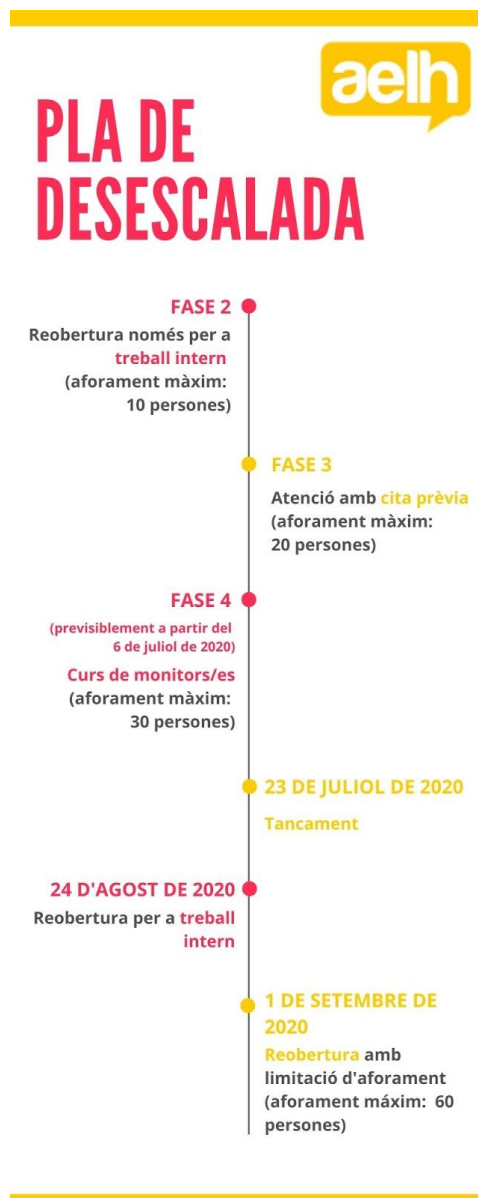 aelh
PLA DE
DESESCALADA
FASE 2
Reobertura només per a
treball intern
(aforament màxim:
10 persones)
FASE 3
Atenció amb cita prèvia
(aforament màxim:
20 persones)
FASE 4
(previsiblement a partir del
6 de juliol de 2020)
Curs de monitors/es
(aforament màxim:
30 persones)
23 DE JULIOL DE 2020
Tancament
24 D'AGOST DE 2020
Reobertura per a treball
intern
1 DE SETEMBRE DE
2020
Reobertura amb
limitació d'aforament
(aforament máxim: 60
persones)